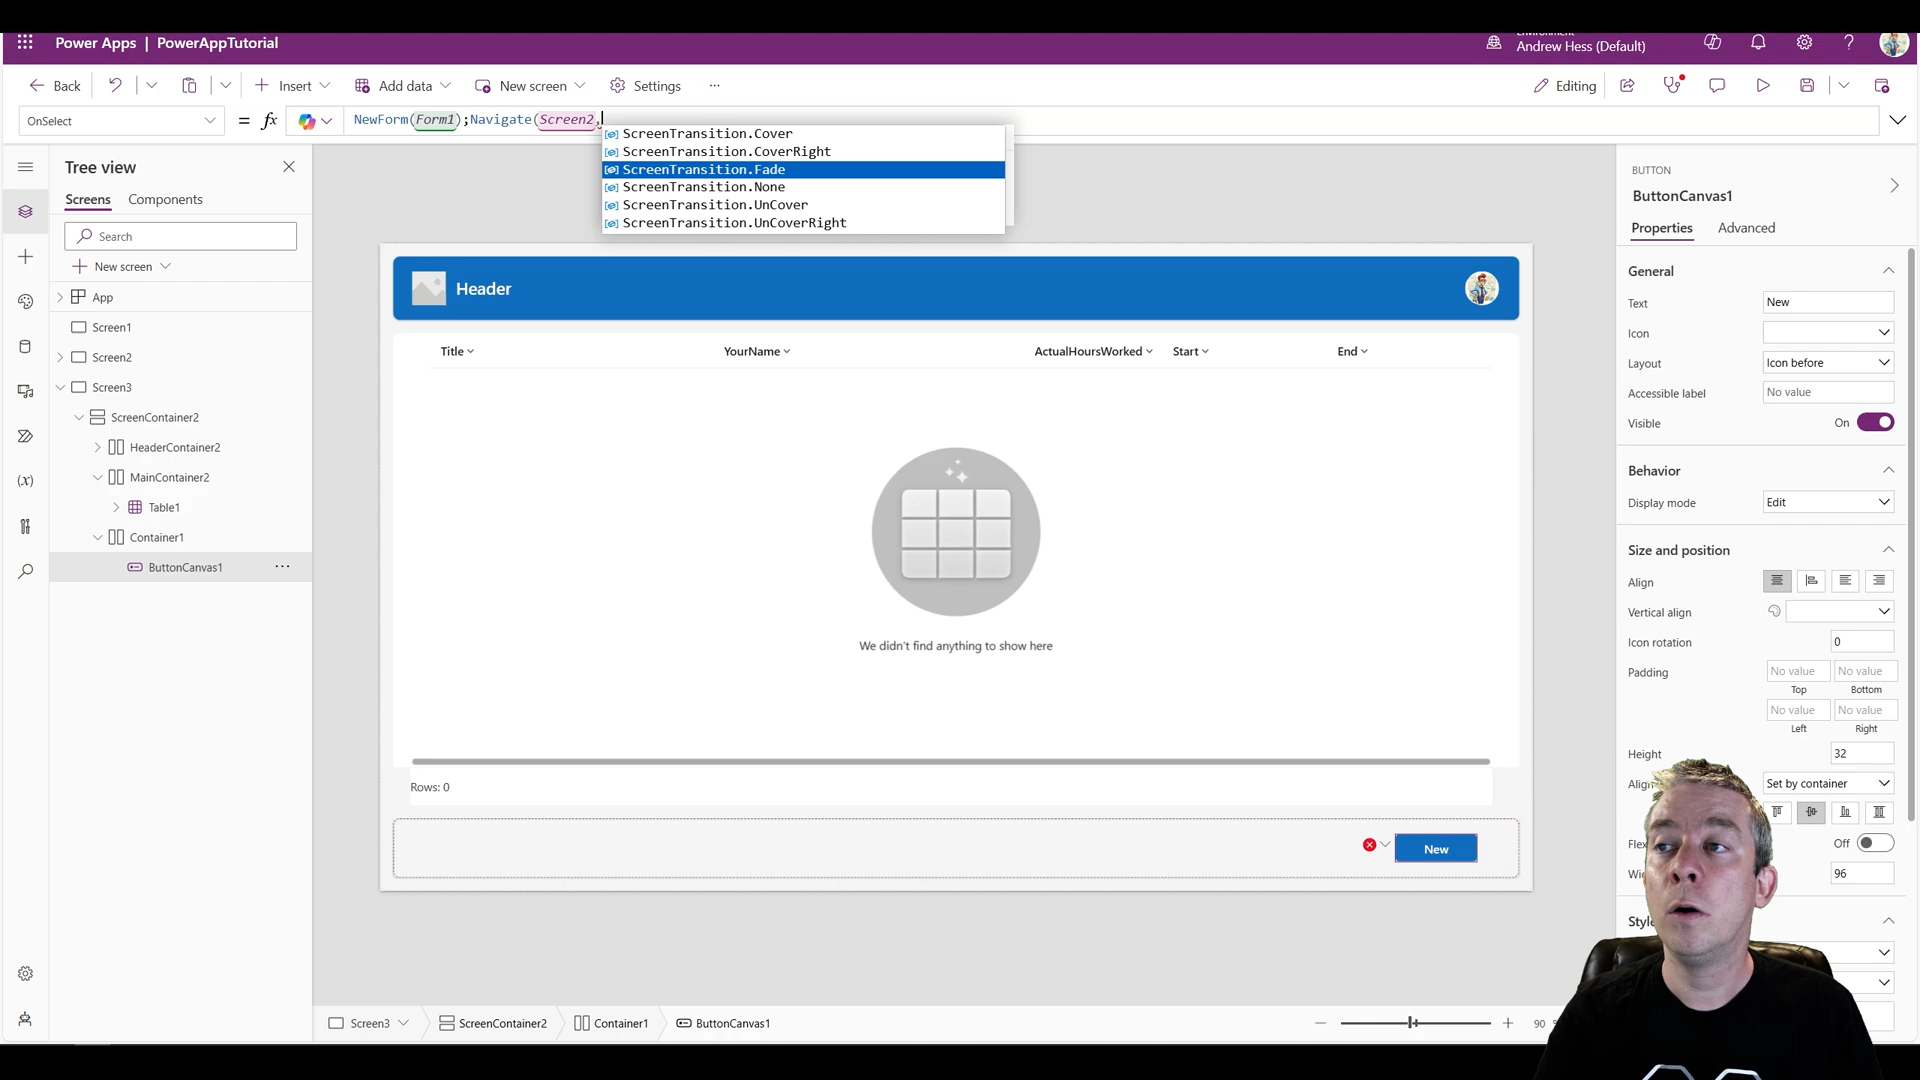 Power Apps | PowerAppTutorial
Environment
Andrew Hess (Default)
Back
Insert
Add data
New screen
Settings
...
Editing
OnSelect
= fx
NewForm(Form1);Navigate(Screen2,
ScreenTransition.Cover
ScreenTransition.CoverRight
ScreenTransition.Fade
ScreenTransition.None
ScreenTransition.UnCover
ScreenTransition.UnCoverRight
Tree view
Screens
Components
Search
New screen
App
Screen1
Screen2
Screen3
ScreenContainer2
HeaderContainer2
MainContainer2
Table1
Container1
ButtonCanvas1
Header
Title
YourName
ActualHoursWorked
Start
End
We didn't find anything to show here
Rows: 0
New
BUTTON
ButtonCanvas1
Properties
Advanced
General
Text
New
Icon
Layout
Icon before
Accessible label
No value
Visible
On
Behavior
Display mode
Edit
Size and position
Align
Vertical align
Icon rotation
0
Padding
No value
No value
Top
Bottom
No value
No value
Left
Right
Height
32
Set by container
Off
96
Screen3
ScreenContainer2
Container1
ButtonCanvas1
90